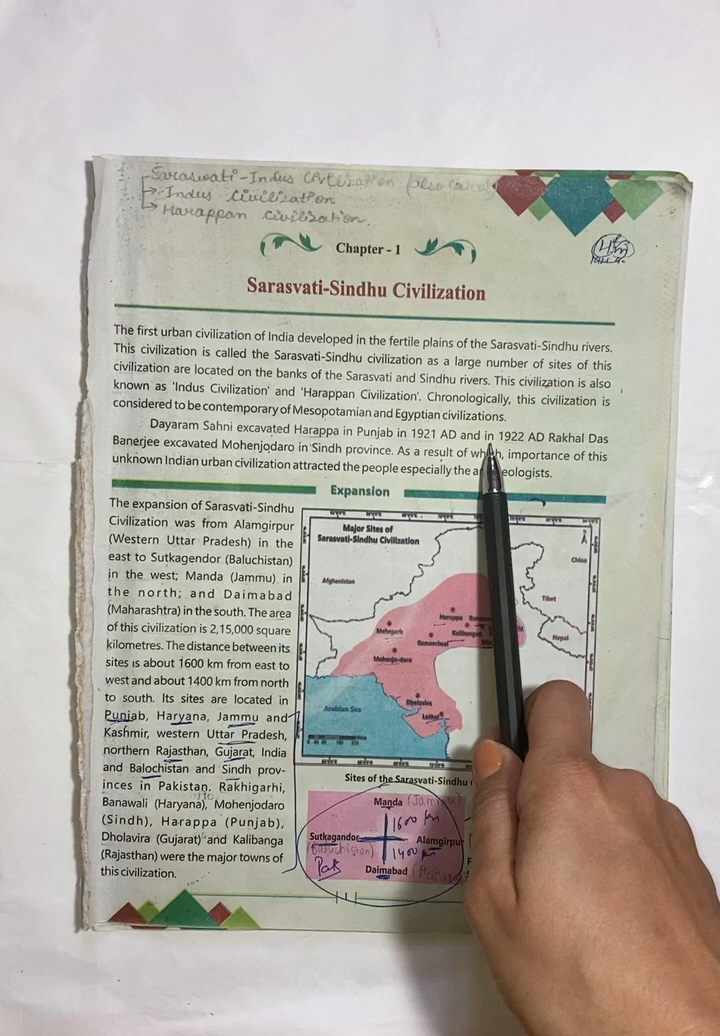 Saraswati-Indus Civilization (also called)
Indus Civilization
Harappan Civilization
Chapter - 1
Sarasvati-Sindhu Civilization
The first urban civilization of India developed in the fertile plains of the Sarasvati-Sindhu rivers.
This civilization is called the Sarasvati-Sindhu civilization as a large number of sites of this
civilization are located on the banks of the Sarasvati and Sindhu rivers. This civilization is also
known as 'Indus Civilization' and 'Harappan Civilization'. Chronologically, this civilization is
considered to be contemporary of Mesopotamian and Egyptian civilizations.
Dayaram Sahni excavated Harappa in Punjab in 1921 AD and in 1922 AD Rakhal Das
Banerjee excavated Mohenjodaro in Sindh province. As a result of which, importance of this
unknown Indian urban civilization attracted the people especially the archeologists.
Expansion
The expansion of Sarasvati-Sindhu
Civilization was from Alamgirpur
(Western Uttar Pradesh) in the
east to Sutkagendor (Baluchistan)
in the west; Manda (Jammu) in
the north; and Daimabad
(Maharashtra) in the south. The area
of this civilization is 2,15,000 square
kilometres. The distance between its
sites is about 1600 km from east to
west and about 1400 km from north
to south. Its sites are located in
Punjab, Haryana, Jammu and
Kashmir, western Uttar Pradesh,
northern Rajasthan, Gujarat, India
and Balochistan and Sindh prov-
inces in Pakistan. Rakhigarhi,
Banawali (Haryana), Mohenjodaro
(Sindh), Harappa (Punjab),
Dholavira (Gujarat) and Kalibanga
(Rajasthan) were the major towns of
this civilization.
Major Sites of
Sarasvati-Sindhu Civilization
Afghanistan
China
Tibet
Nepal
Harappa
Mehrgarh
Kalibangan
Ganweriwal
Mohenjo-daro
Dholavira
Lothal
Arabian Sea
Sites of the Sarasvati-Sindhu
Manda (Jammu)
1600 km
Sutkagandor
Alamgirpur
(Baluchistan)
1400 km
Pak
Daimabad